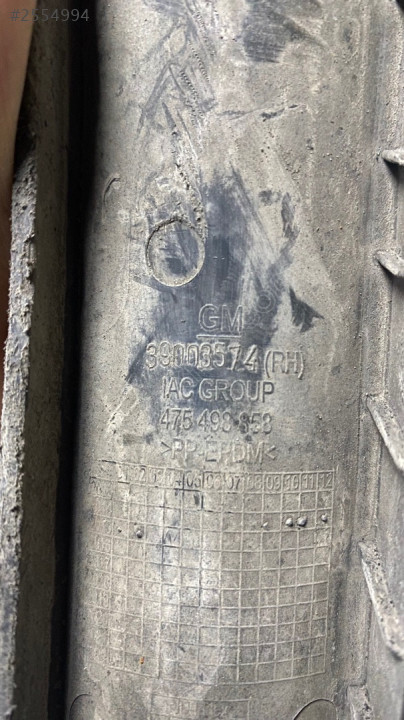 #2554994
GM
39003574 (RH)
IAC GROUP
475 493 853
>PP-EPDM<